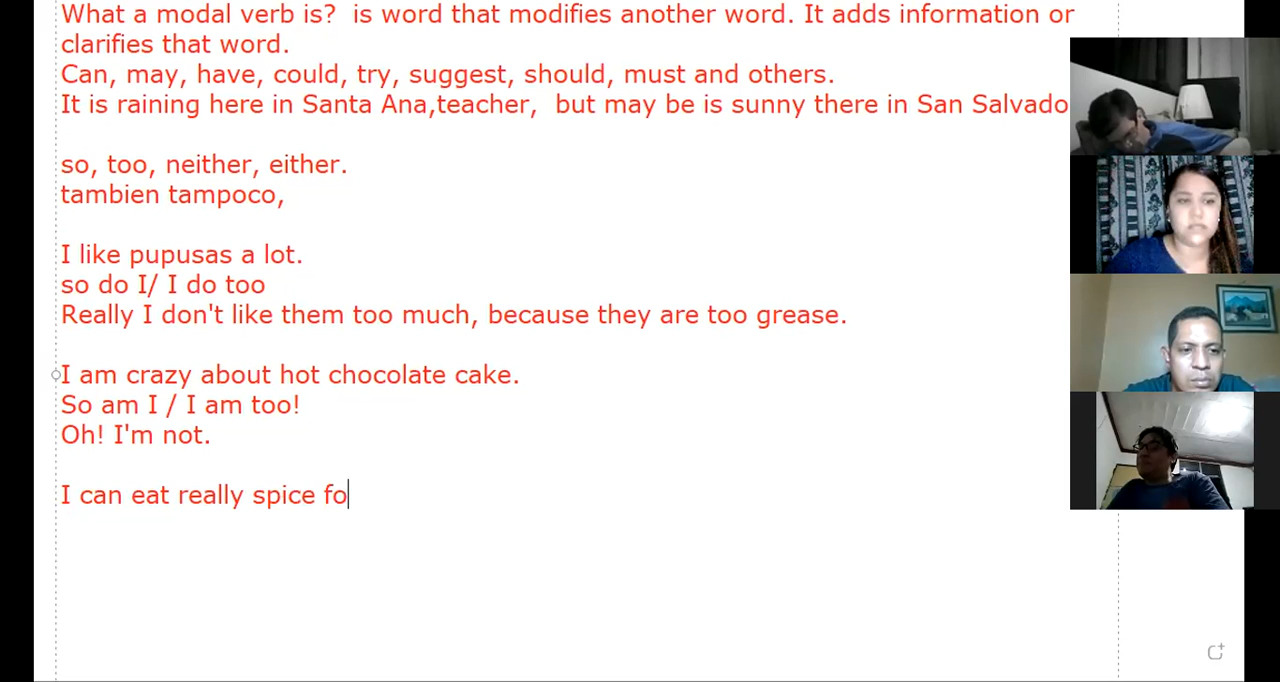 What a modal verb is?  is word that modifies another word. It adds information or
clarifies that word.
Can, may, have, could, try, suggest, should, must and others.
It is raining here in Santa Ana,teacher,  but may be is sunny there in San Salvado
so, too, neither, either.
tambien tampoco,
I like pupusas a lot.
so do I/ I do too
Really I don't like them too much, because they are too grease.
I am crazy about hot chocolate cake.
So am I / I am too!
Oh! I'm not.
I can eat really spice fo